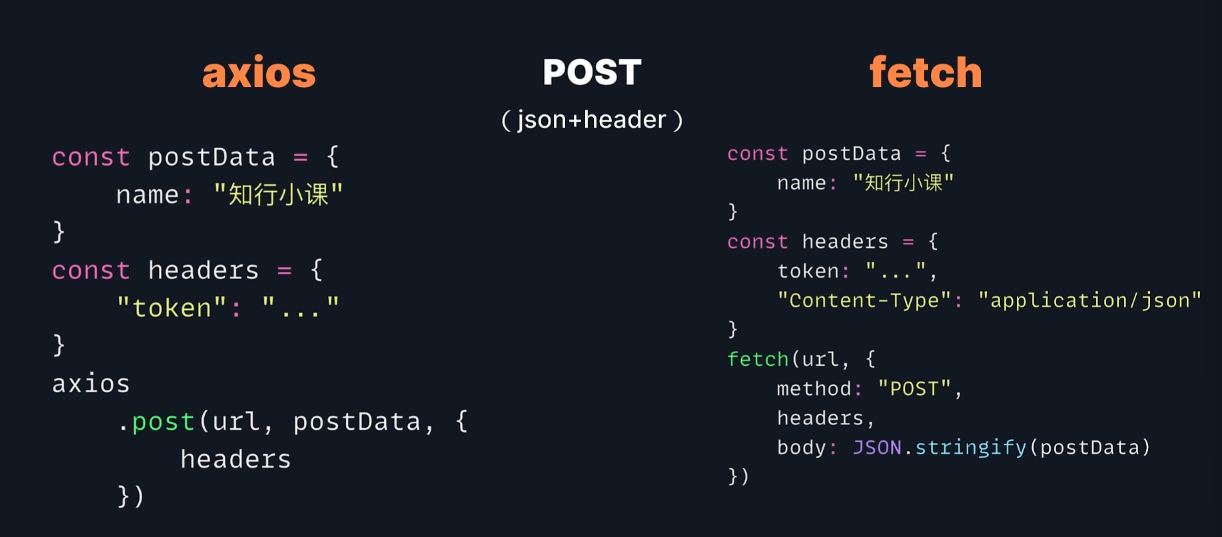 axios
POST
（json+header）
fetch
const postData = {
    name: "知行小课"
}
const headers = {
    "token": "..."
}
axios
    .post(url, postData, {
        headers
    })
const postData = {
    name: "知行小课"
}
const headers = {
    token: "...",
    "Content-Type": "application/json"
}
fetch(url, {
    method: "POST",
    headers,
    body: JSON.stringify(postData)
})